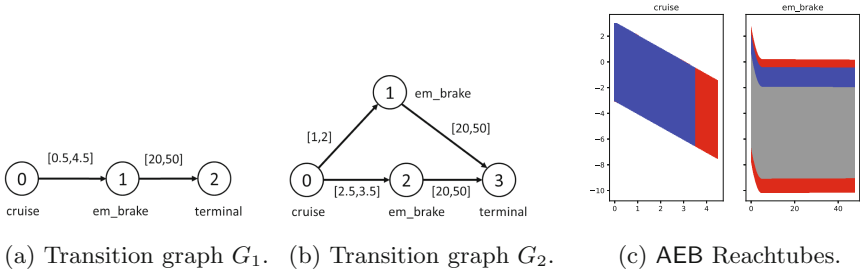 0
1
2
[0.5,4.5]
[20,50]
cruise
em_brake
terminal
(a) Transition graph G₁.
1
em_brake
[1,2]
[20,50]
0
2
3
[2.5,3.5]
[20,50]
cruise
em_brake
terminal
(b) Transition graph G₂.
cruise
em_brake
2
0
−2
−4
−6
−8
−10
0
2
4
0
20
40
(c) AEB Reachtubes.